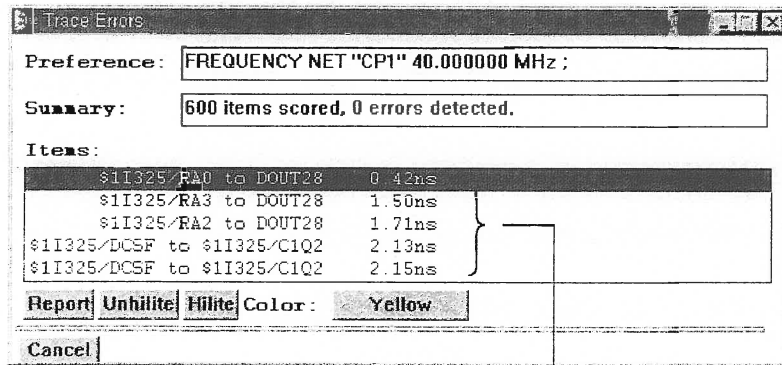 Trace Errors
Preference: FREQUENCY NET "CP1" 40.000000 MHz ;
Summary: 600 items scored, 0 errors detected.
Items:
$1I325/RA0 to DOUT28 0.42ns
$1I325/RA3 to DOUT28 1.50ns
$1I325/RA2 to DOUT28 1.71ns
$1I325/DCSF to $1I325/C1Q2 2.13ns
$1I325/DCSF to $1I325/C1Q2 2.15ns
Report Unhilite Hilite Color: Yellow
Cancel